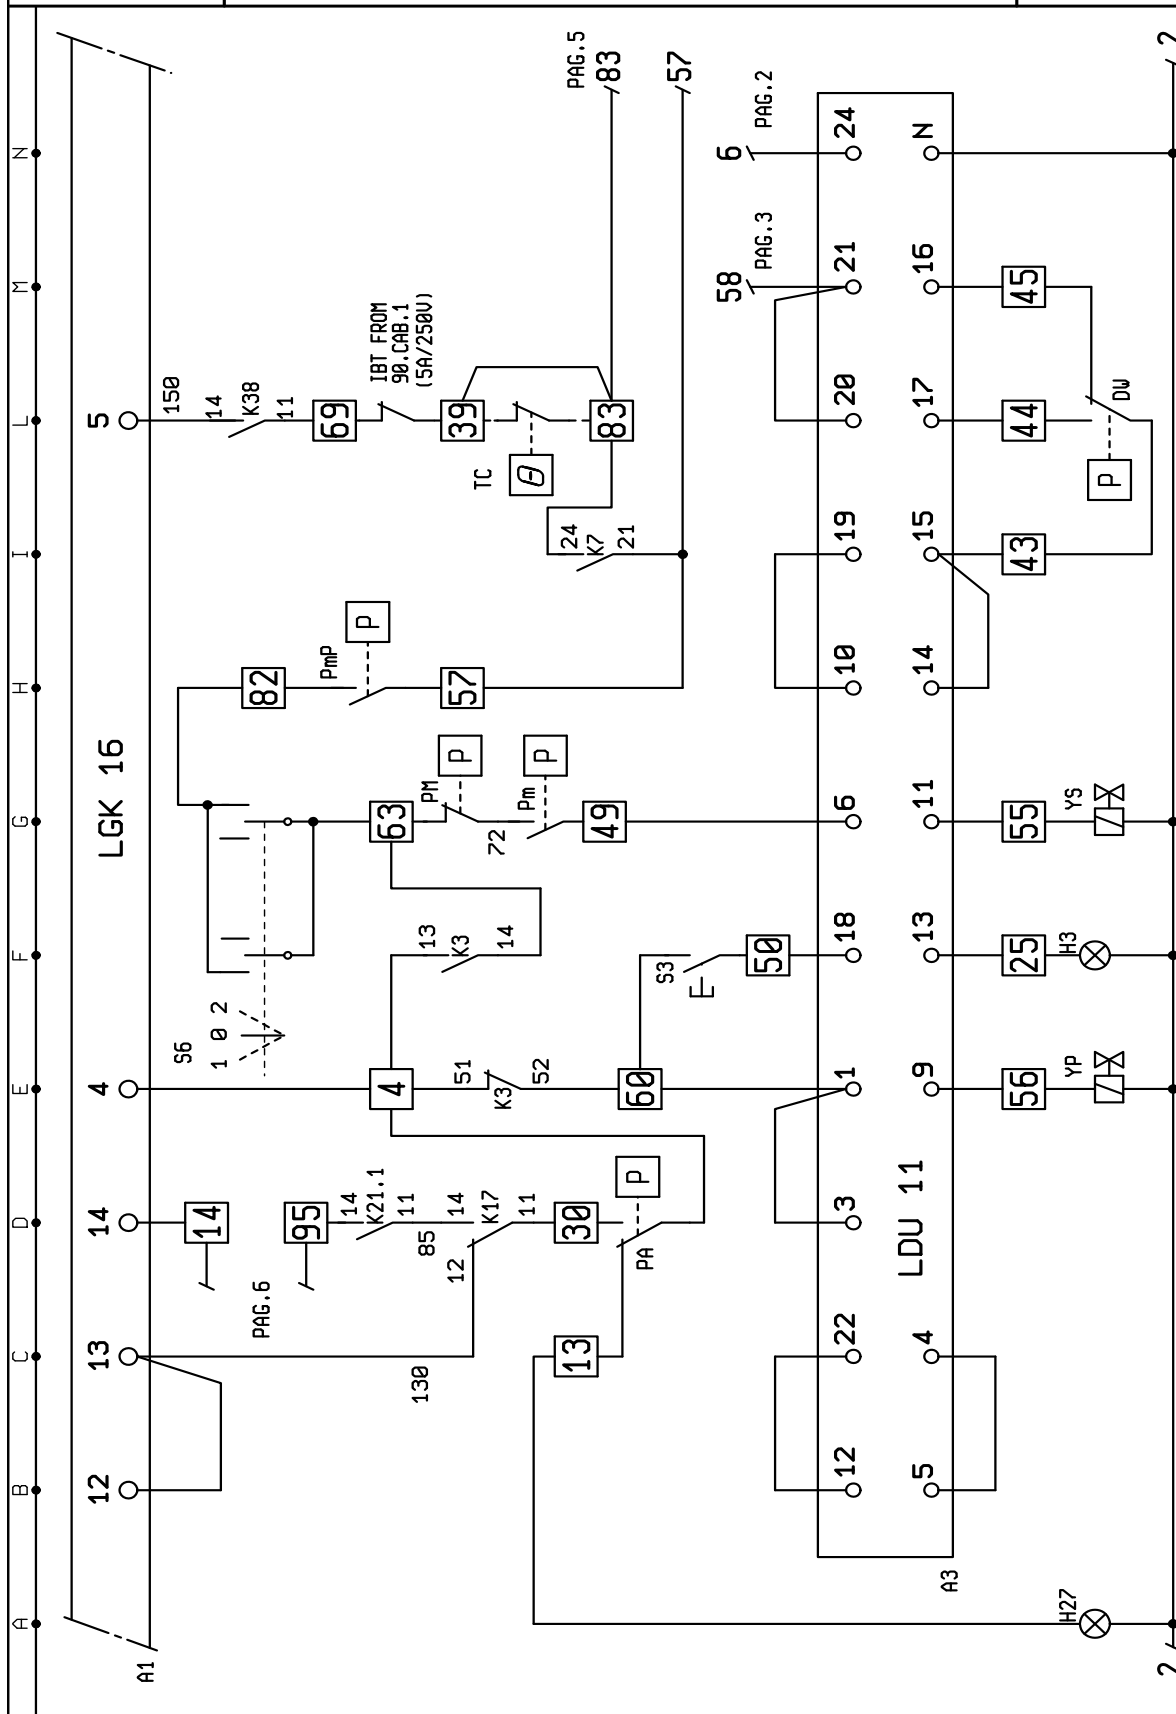 A B C D E F G H I L M N
A1
LGK 16
12
13
14
4
5
150
14
K38
11
69
IBT FROM
90.CAB.1
(5A/250V)
39
TC
θ
83
PAG.5
83
57
24
K7
21
82
PmP
P
57
S6
1 0 2
63
PM
P
72
Pm
P
49
13
K3
14
4
51
K3
52
60
S3
50
14
95
PAG.6
14
K21.1
11
85
14
K17
11
12
130
30
PA
P
13
6
PAG.2
58
PAG.3
12
22
3
1
18
6
10
19
20
21
24
LDU 11
5
4
9
13
11
14
15
17
16
N
A3
56
25
55
43
44
45
YP
H3
YS
P
DW
H27
2
2